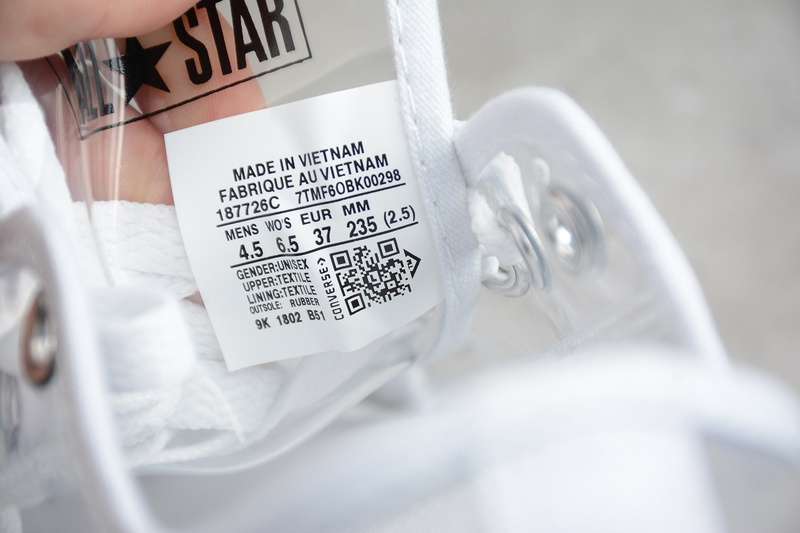 ALL ★ STAR
MADE IN VIETNAM
FABRIQUE AU VIETNAM
187726C 7TMF6OBK00298
MENS WO'S EUR MM
4.5 6.5 37 235 (2.5)
GENDER:UNISEX
UPPER:TEXTILE
LINING:TEXTILE
OUTSOLE: RUBBER
9K 1802 B51
CONVERSE